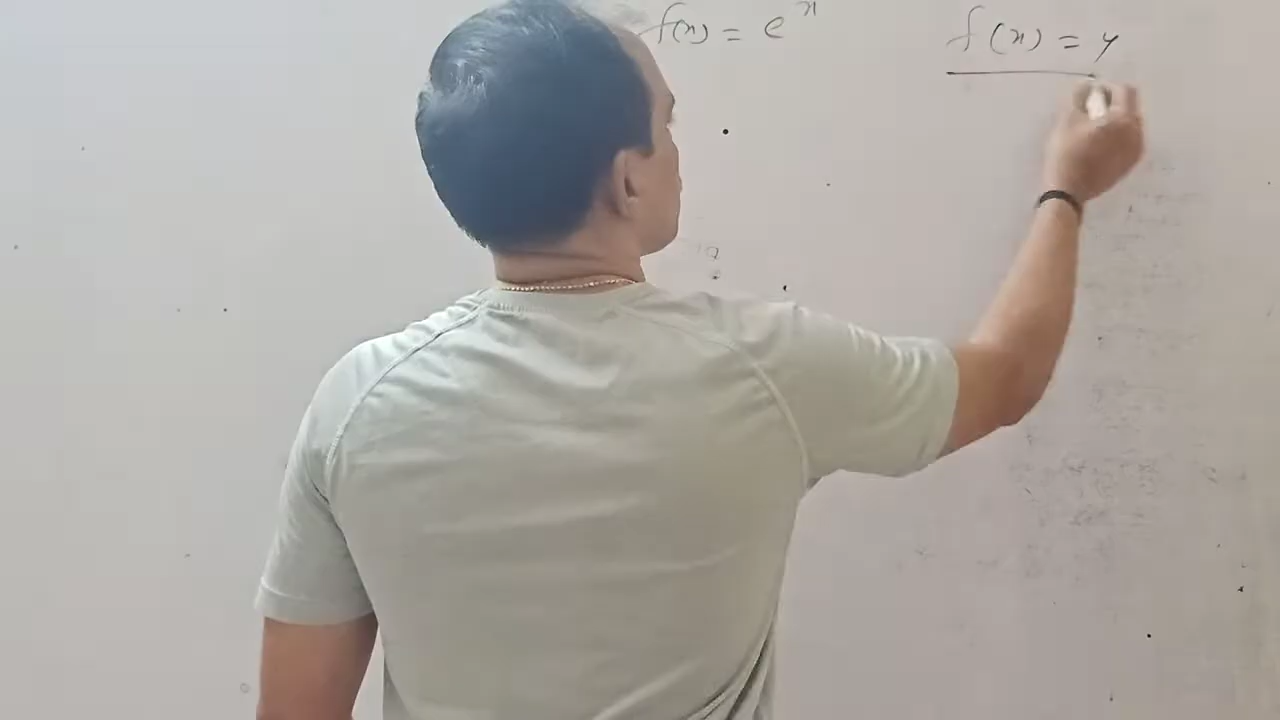 f(x) = e^x
f(x) = y